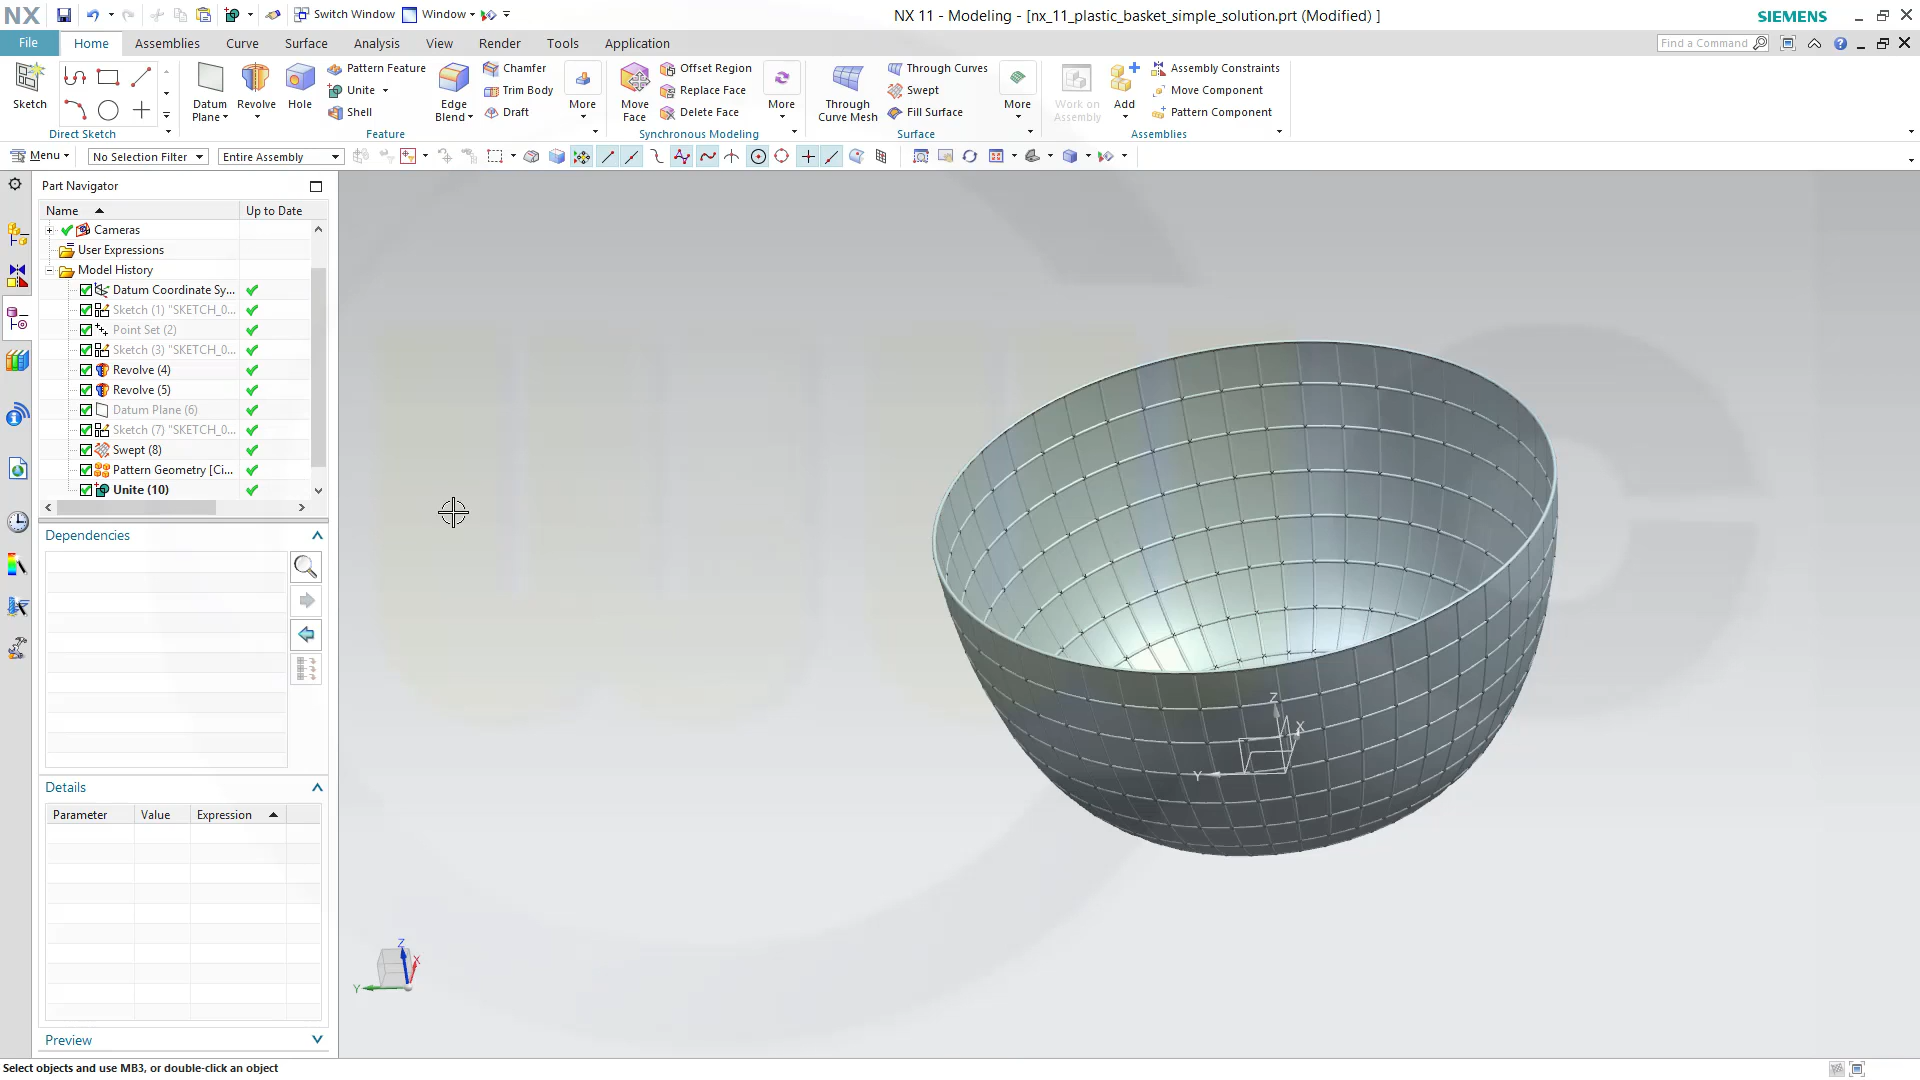 NX
Switch Window
Window
NX 11 - Modeling - [nx_11_plastic_basket_simple_solution.prt (Modified) ]
SIEMENS
File
Home
Assemblies
Curve
Surface
Analysis
View
Render
Tools
Application
Find a Command
Sketch
Direct Sketch
Datum
Plane
Revolve
Hole
Pattern Feature
Unite
Shell
Edge
Blend
Chamfer
Trim Body
Draft
More
Feature
Move
Face
Offset Region
Replace Face
Delete Face
More
Synchronous Modeling
Through
Curve Mesh
Through Curves
Swept
Fill Surface
More
Surface
Work on
Assembly
Add
Assembly Constraints
Move Component
Pattern Component
Assemblies
Menu
No Selection Filter
Entire Assembly
Part Navigator
Name
Up to Date
Cameras
User Expressions
Model History
Datum Coordinate Sy...
Sketch (1) "SKETCH_0...
Point Set (2)
Sketch (3) "SKETCH_0...
Revolve (4)
Revolve (5)
Datum Plane (6)
Sketch (7) "SKETCH_0...
Swept (8)
Pattern Geometry [Ci...
Unite (10)
Dependencies
Details
Parameter
Value
Expression
Preview
Z
X
Y
Z
X
Y
Select objects and use MB3, or double-click an object